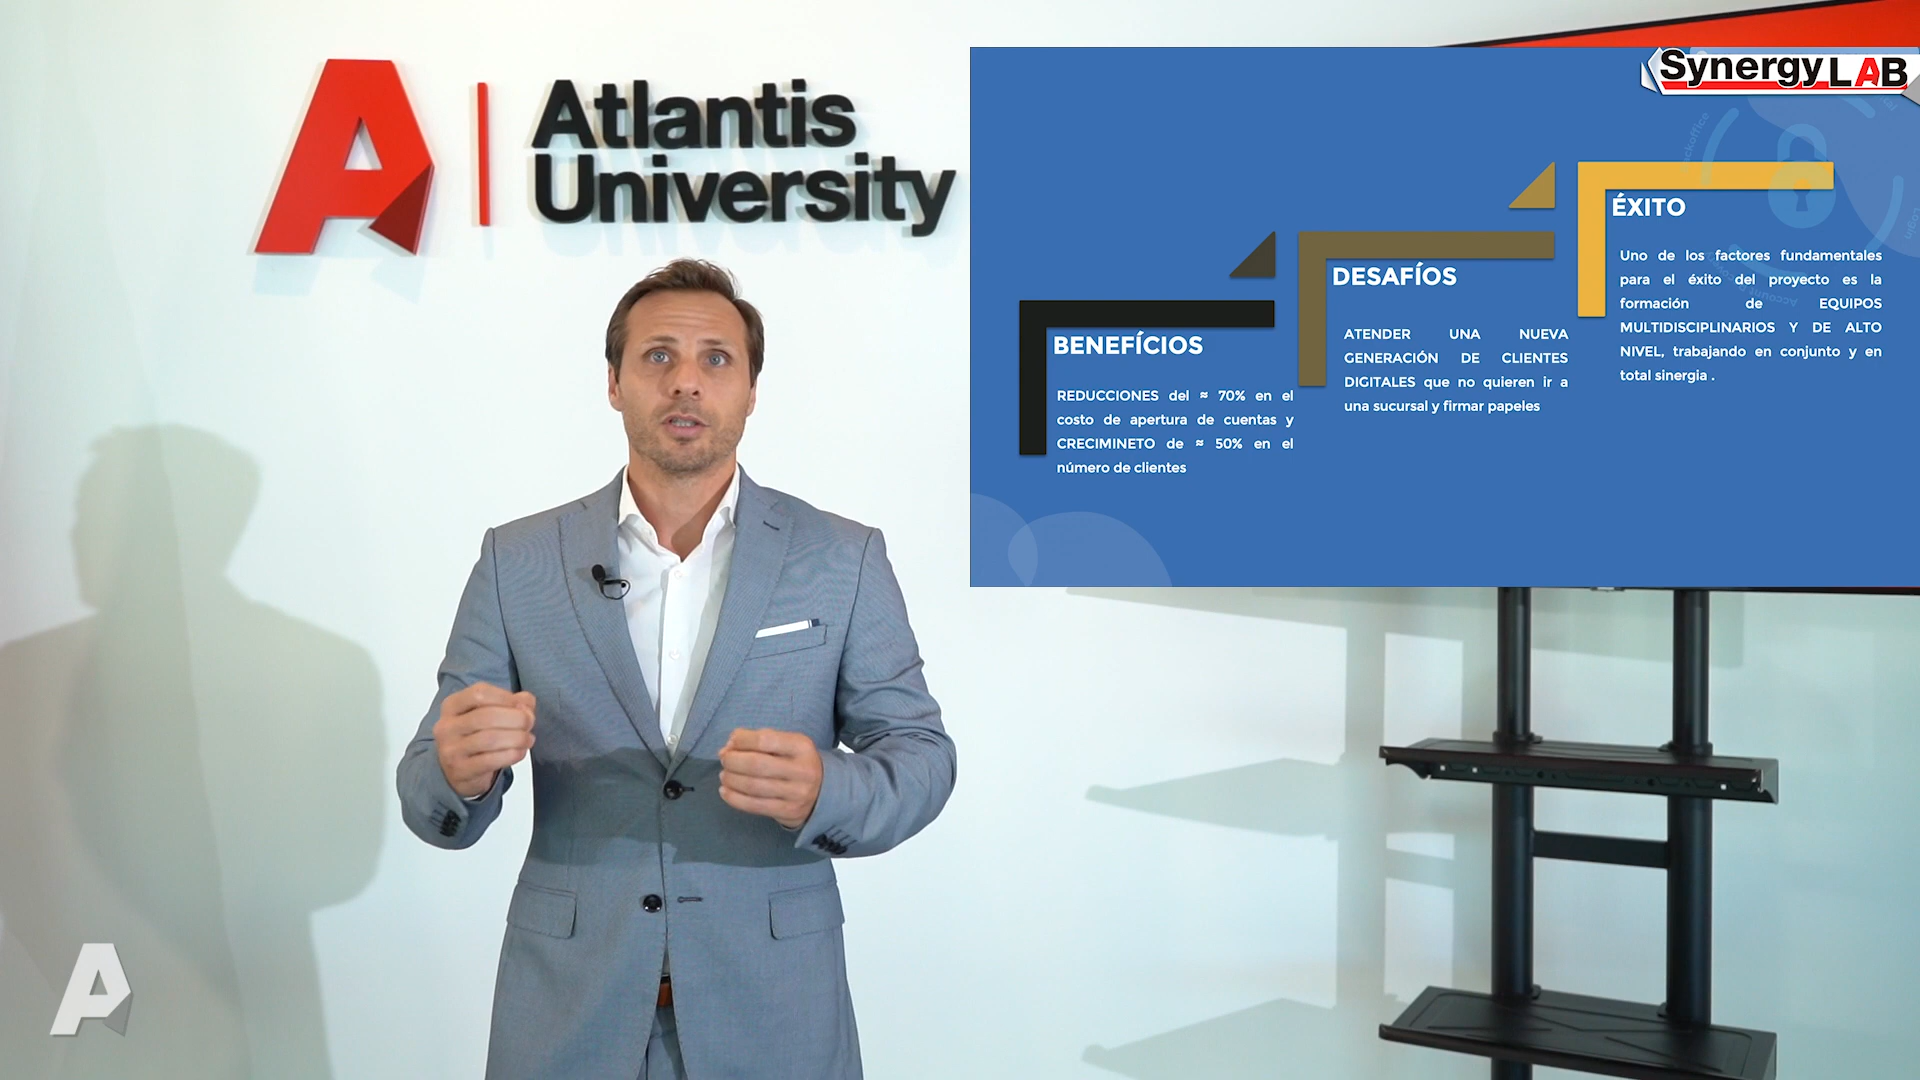 Atlantis
University
Synergy LAB
BENEFÍCIOS
REDUCCIONES del ≈ 70% en el
costo de apertura de cuentas y
CRECIMINETO de ≈ 50% en el
número de clientes
DESAFÍOS
ATENDER UNA NUEVA
GENERACIÓN DE CLIENTES
DIGITALES que no quieren ir a
una sucursal y firmar papeles
ÉXITO
Uno de los factores fundamentales
para el éxito del proyecto es la
formación de EQUIPOS
MULTIDISCIPLINARIOS Y DE ALTO
NIVEL, trabajando en conjunto y en
total sinergia .